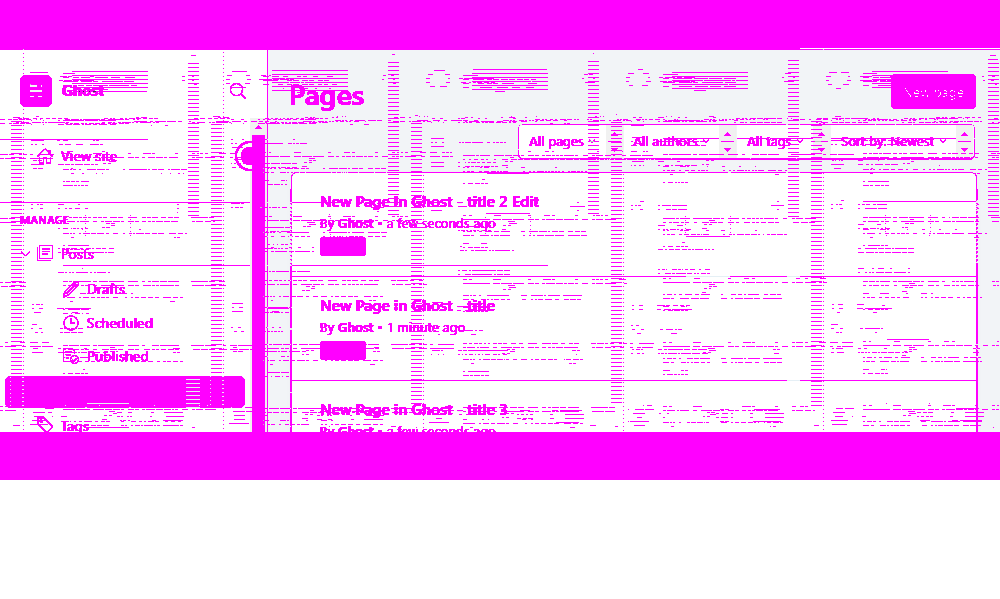 Ghost
Pages
New page
View site
All pages
All authors
All tags
Sort by: Newest
MANAGE
New Page in Ghost - title 2 Edit
By Ghost • a few seconds ago
Posts
Drafts
New Page in Ghost - title
Scheduled
By Ghost • 1 minute ago
Published
New Page in Ghost - title 3
Tags
By Ghost • a few seconds ago